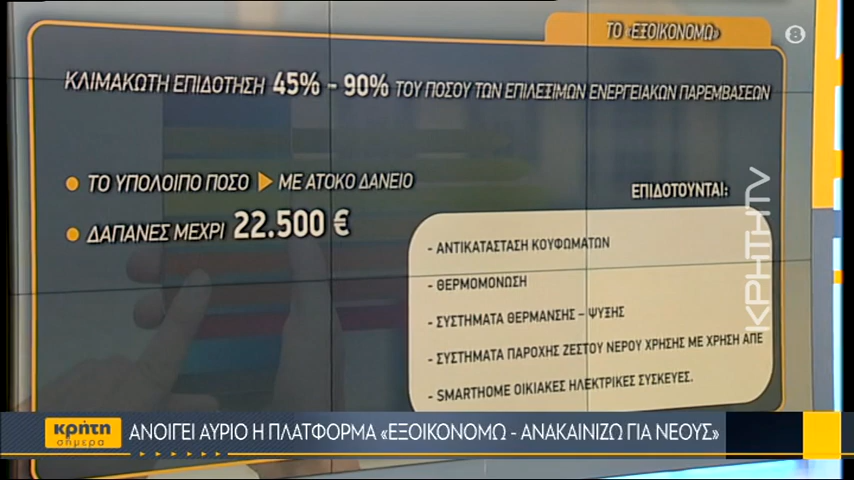 ΤΟ «ΕΞΟΙΚΟΝΟΜΩ»
8
ΚΛΙΜΑΚΩΤΗ ΕΠΙΔΟΤΗΣΗ 45% - 90% ΤΟΥ ΠΟΣΟΥ ΤΩΝ ΕΠΙΛΕΞΙΜΩΝ ΕΝΕΡΓΕΙΑΚΩΝ ΠΑΡΕΜΒΑΣΕΩΝ
ΤΟ ΥΠΟΛΟΙΠΟ ΠΟΣΟ ΜΕ ΑΤΟΚΟ ΔΑΝΕΙΟ
ΔΑΠΑΝΕΣ ΜΕΧΡΙ 22.500 €
ΕΠΙΔΟΤΟΥΝΤΑΙ:
- ΑΝΤΙΚΑΤΑΣΤΑΣΗ ΚΟΥΦΩΜΑΤΩΝ
- ΘΕΡΜΟΜΟΝΩΣΗ
- ΣΥΣΤΗΜΑΤΑ ΘΕΡΜΑΝΣΗΣ – ΨΥΞΗΣ
- ΣΥΣΤΗΜΑΤΑ ΠΑΡΟΧΗΣ ΖΕΣΤΟΥ ΝΕΡΟΥ ΧΡΗΣΗΣ ΜΕ ΧΡΗΣΗ ΑΠΕ
- SMARTHOME ΟΙΚΙΑΚΕΣ ΗΛΕΚΤΡΙΚΕΣ ΣΥΣΚΕΥΕΣ.
ΚΡΗΤΗTV
κρήτη
σήμερα
ΑΝΟΙΓΕΙ ΑΥΡΙΟ Η ΠΛΑΤΦΟΡΜΑ «ΕΞΟΙΚΟΝΟΜΩ - ΑΝΑΚΑΙΝΙΖΩ ΓΙΑ ΝΕΟΥΣ»